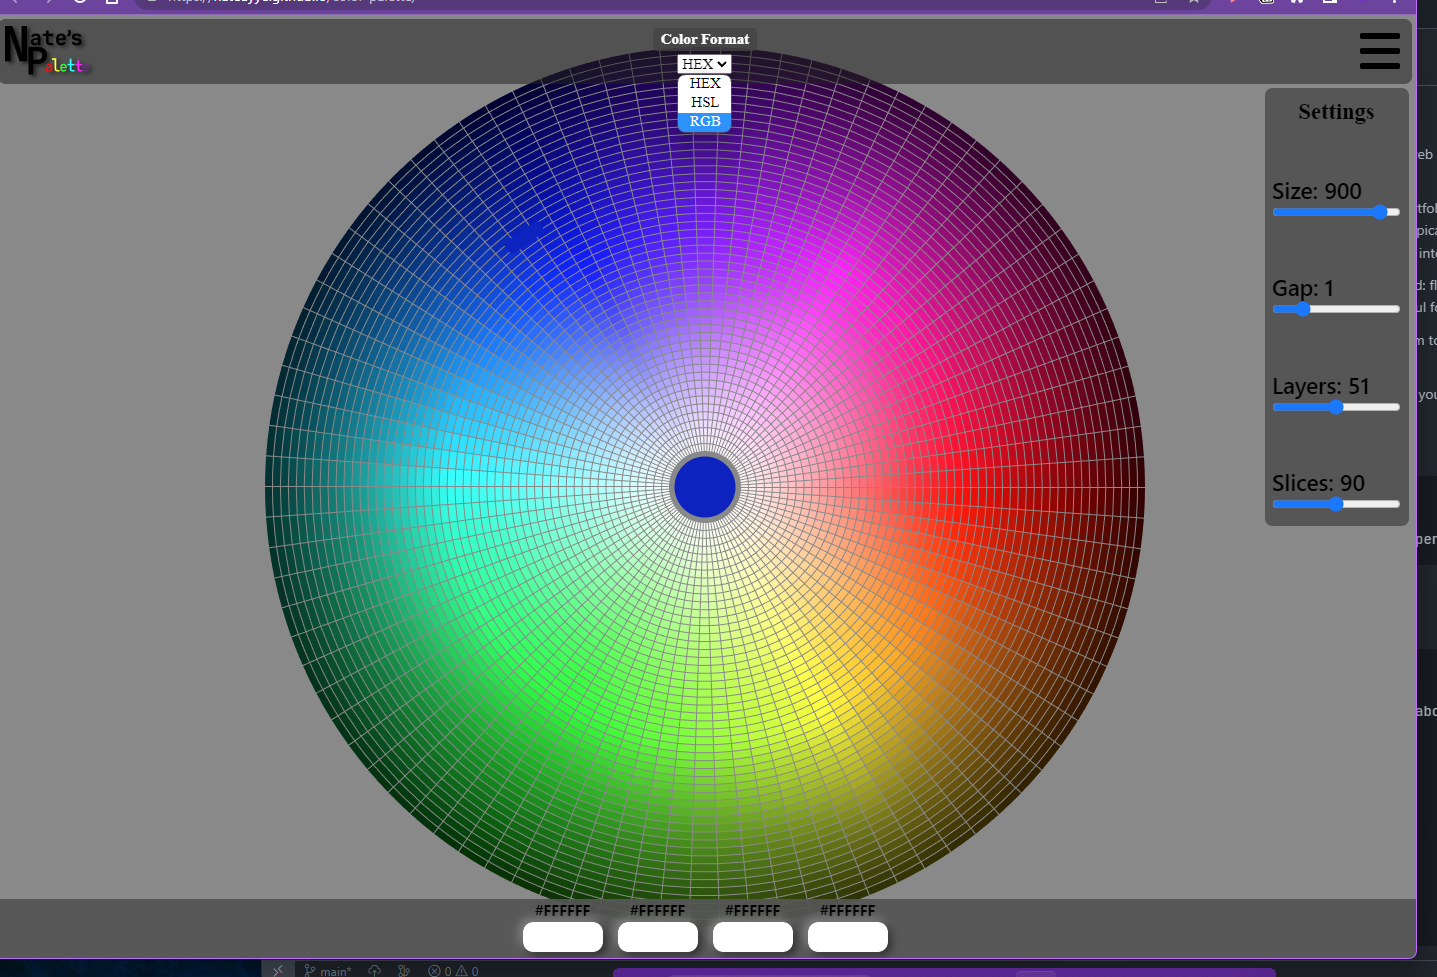 Nate's
Palette
Color Format
HEX
HEX
HSL
RGB
Settings
Size: 900
Gap: 1
Layers: 51
Slices: 90
#FFFFFF #FFFFFF #FFFFFF #FFFFFF
main* 0 0